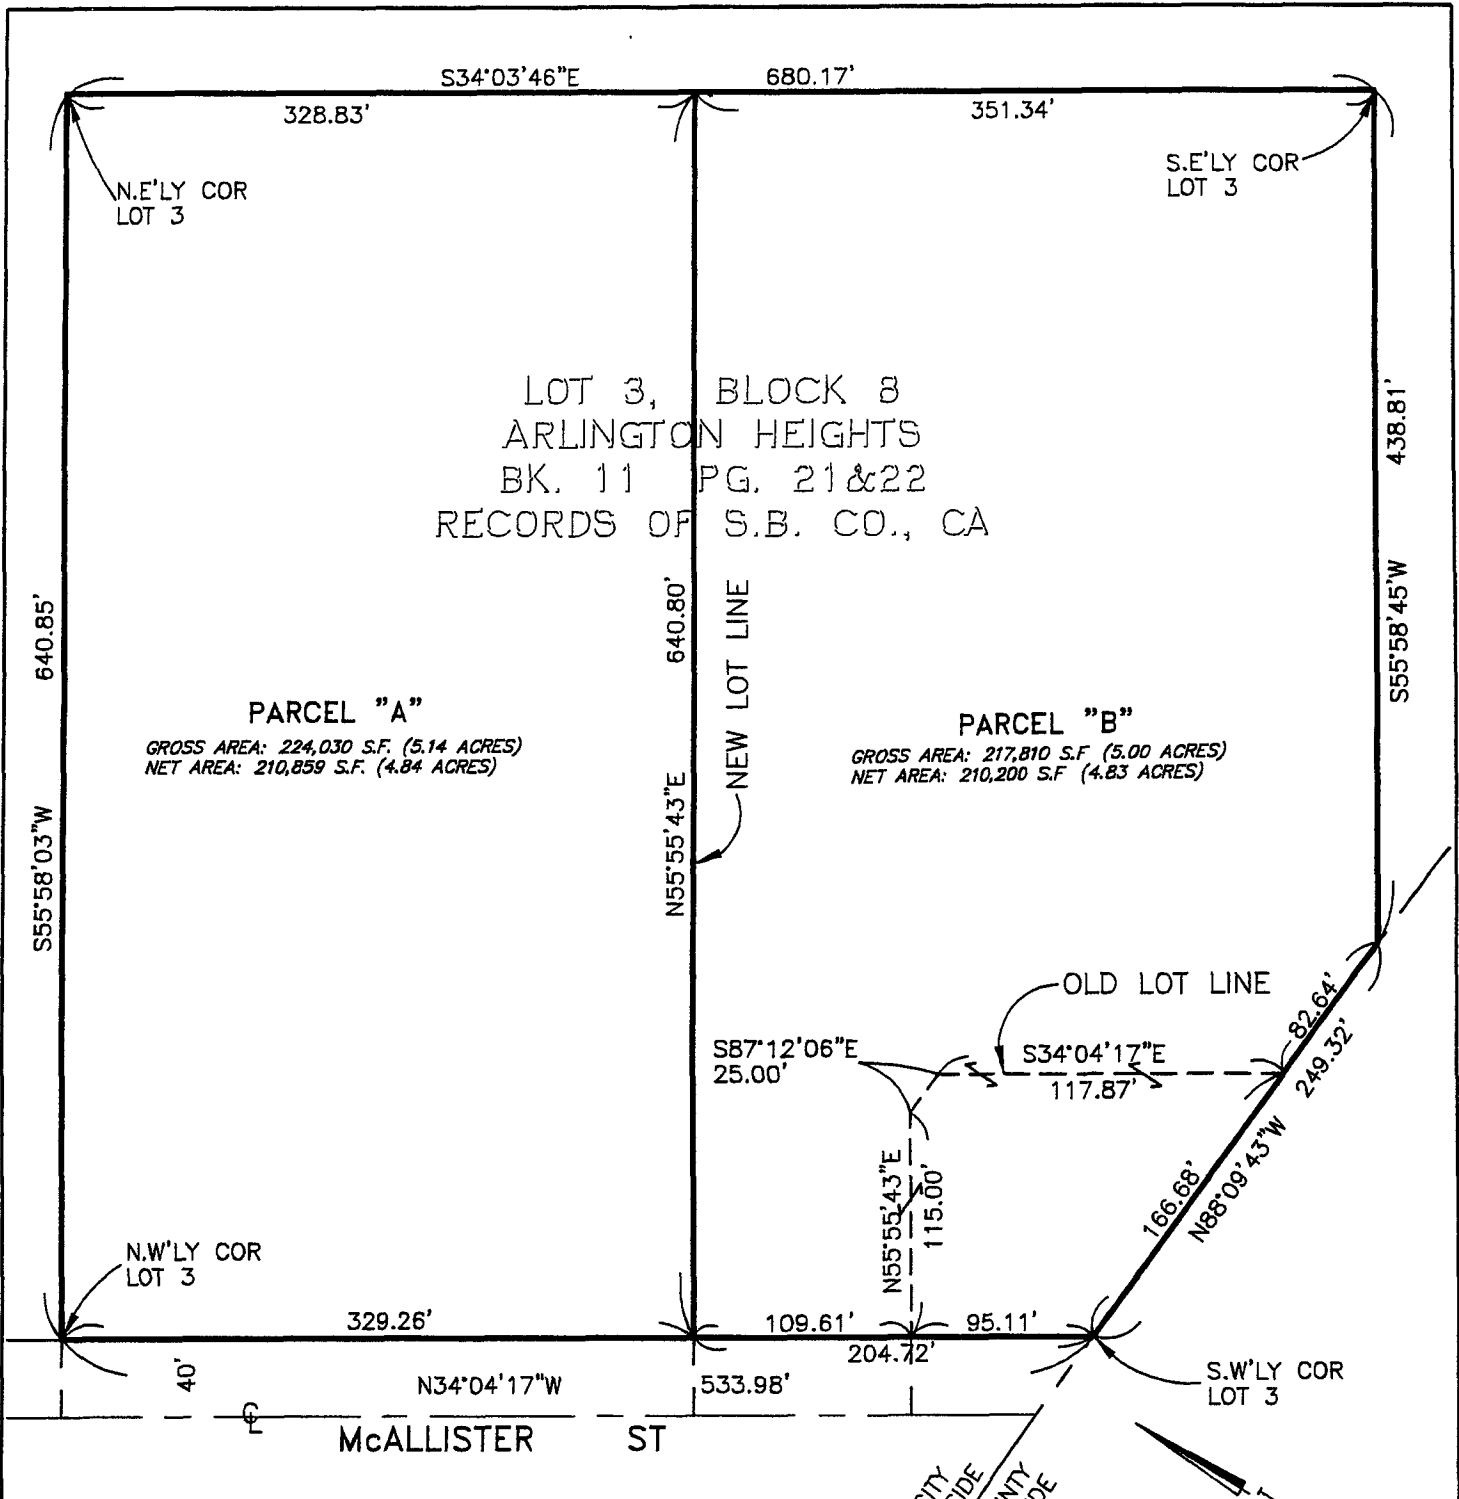 S34°03'46"E
680.17'
328.83'
351.34'
N.E'LY COR
LOT 3
S.E'LY COR
LOT 3
LOT 3, BLOCK 8
ARLINGTON HEIGHTS
BK. 11 PG. 21&22
RECORDS OF S.B. CO., CA
438.81'
S55°58'45"W
640.85'
S55°58'03"W
640.80'
N55°55'43"E
NEW LOT LINE
PARCEL "A"
GROSS AREA: 224,030 S.F. (5.14 ACRES)
NET AREA: 210,859 S.F. (4.84 ACRES)
PARCEL "B"
GROSS AREA: 217,810 S.F (5.00 ACRES)
NET AREA: 210,200 S.F (4.83 ACRES)
OLD LOT LINE
S87°12'06"E
25.00'
S34°04'17"E
117.87'
82.64'
249.32'
166.68'
N88°09'43"W
N55°55'43"E
115.00'
N.W'LY COR
LOT 3
329.26'
109.61'
95.11'
204.72'
S.W'LY COR
LOT 3
40'
N34°04'17"W
533.98'
℄
McALLISTER ST